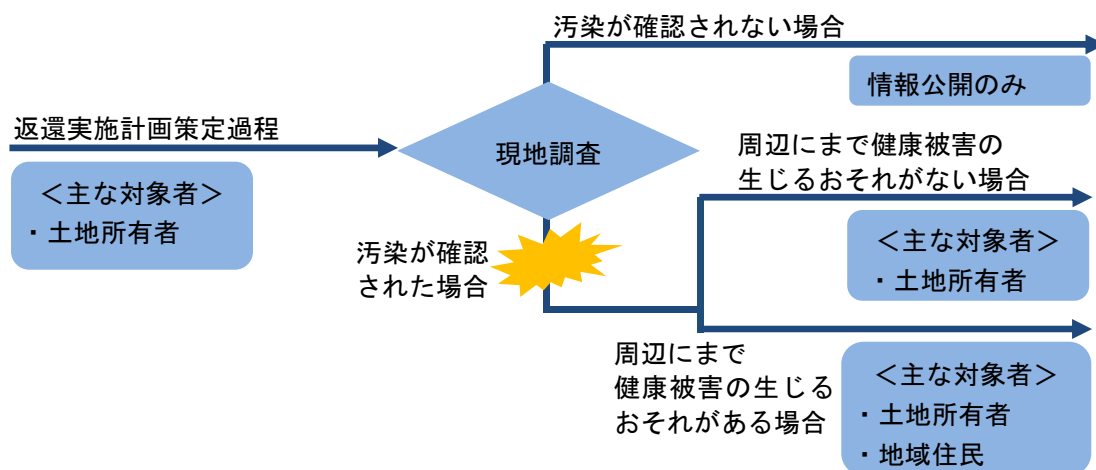 汚染が確認されない場合
情報公開のみ
返還実施計画策定過程
<主な対象者>
・土地所有者
現地調査
周辺にまで健康被害の
生じるおそれがない場合
<主な対象者>
・土地所有者
汚染が確認
された場合
周辺にまで
健康被害の生じる
おそれがある場合
<主な対象者>
・土地所有者
・地域住民